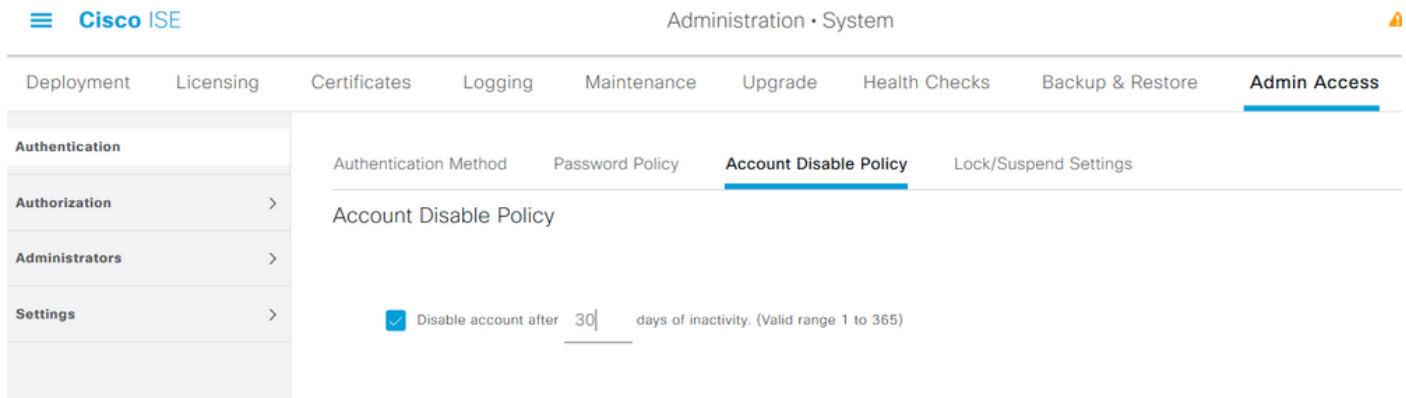 Cisco ISE
Administration • System
Deployment Licensing Certificates Logging Maintenance Upgrade Health Checks Backup & Restore Admin Access
Authentication
Authorization
Administrators
Settings
Authentication Method Password Policy Account Disable Policy Lock/Suspend Settings
Account Disable Policy
Disable account after 30 days of inactivity. (Valid range 1 to 365)